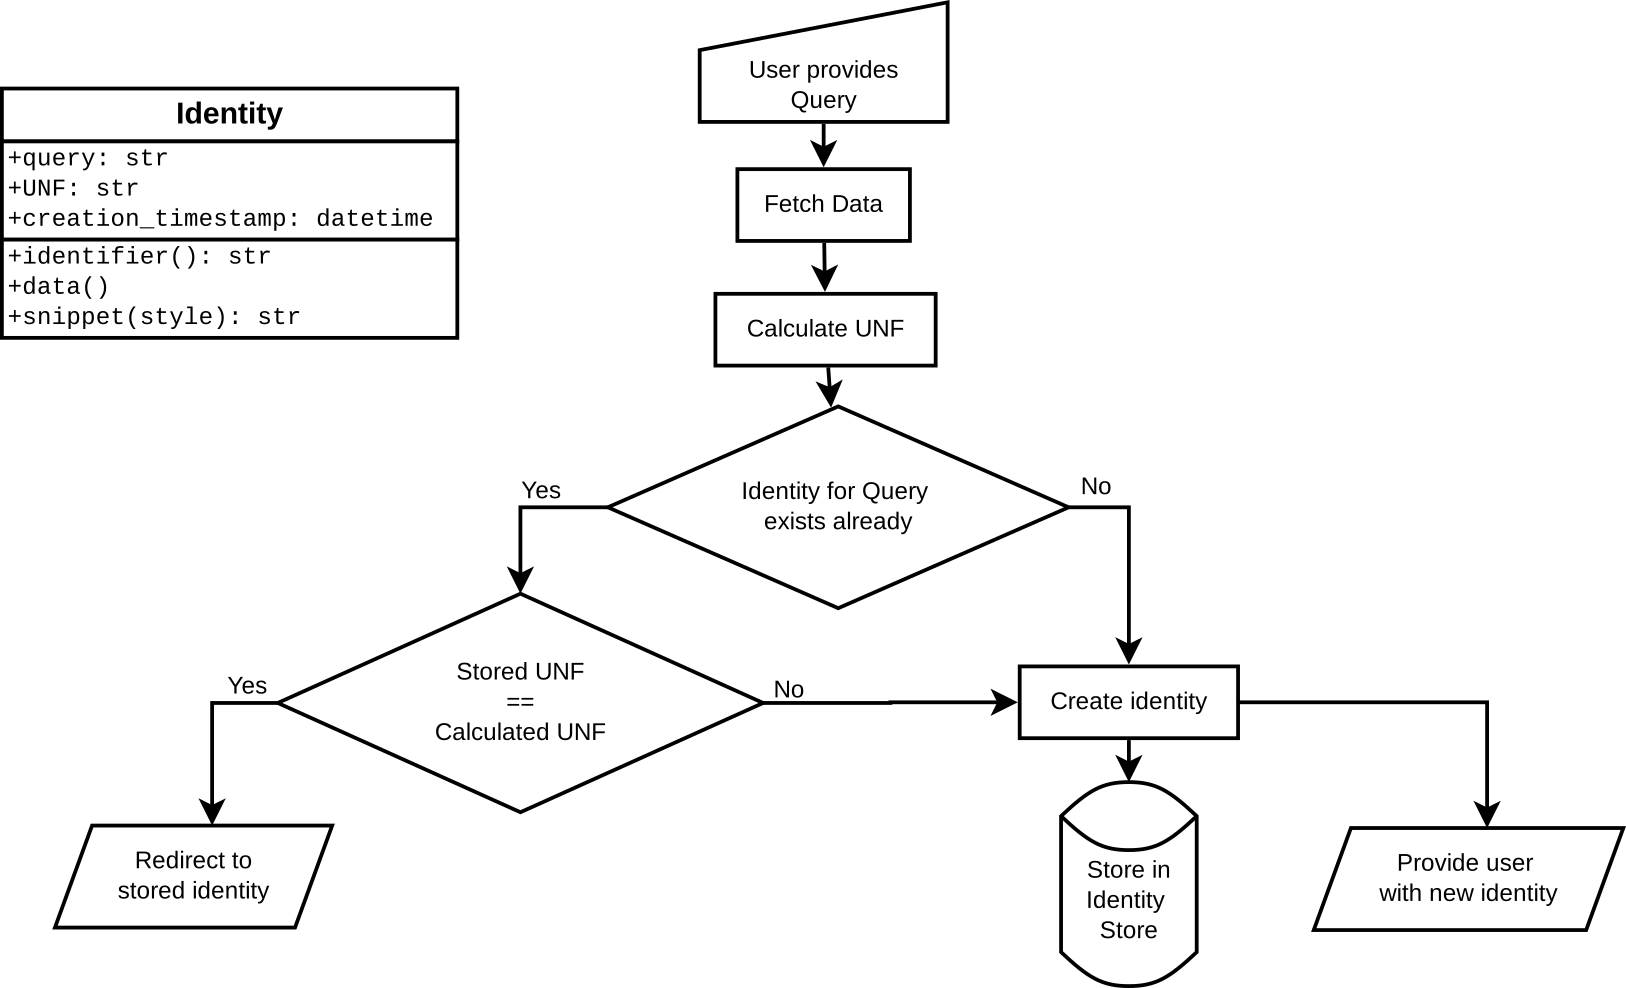 User provides
Query
Identity
+query: str
+UNF: str
+creation_timestamp: datetime
+identifier(): str
+data()
+snippet(style): str
Fetch Data
Calculate UNF
Identity for Query
exists already
Yes
No
Stored UNF
==
Calculated UNF
Yes
No
Create identity
Redirect to
stored identity
Store in
Identity
Store
Provide user
with new identity